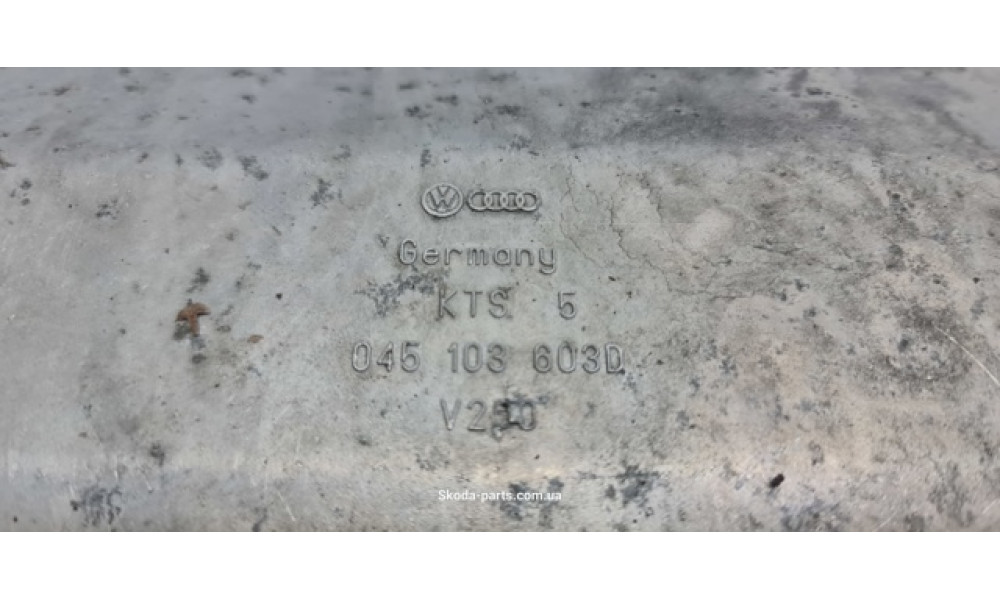 Germany
KTS 5
045 103 603D
Skoda-parts.com.ua